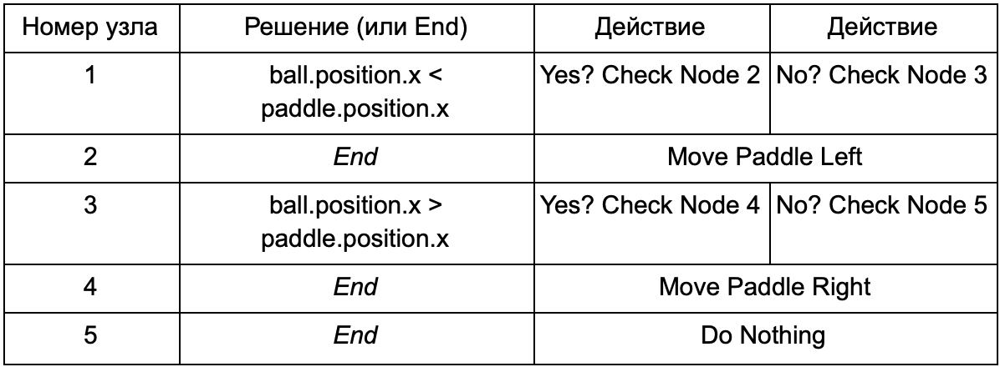 Номер узла Решение (или End) Действие Действие
1 ball.position.x < Yes? Check Node 2 No? Check Node 3
paddle.position.x
2 End Move Paddle Left
3 ball.position.x > Yes? Check Node 4 No? Check Node 5
paddle.position.x
4 End Move Paddle Right
5 End Do Nothing